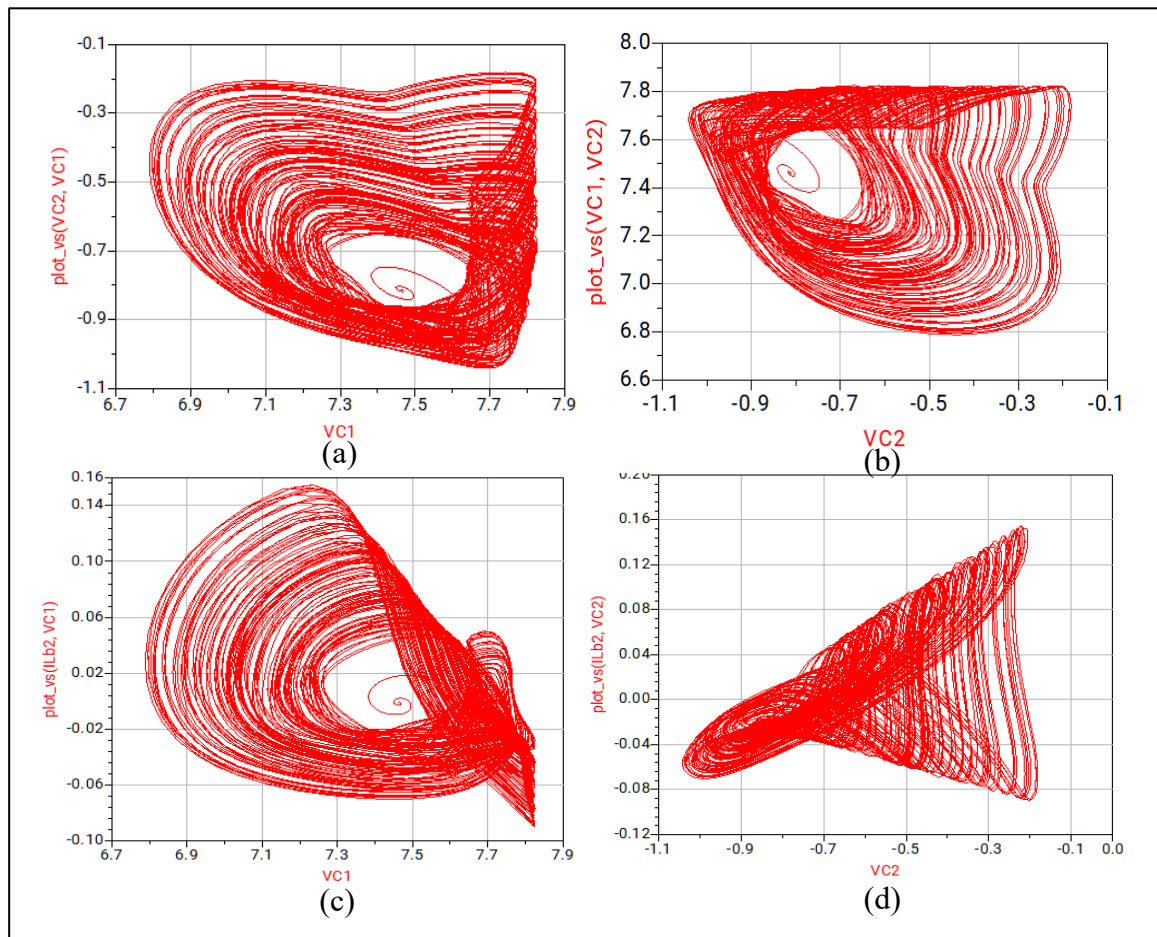 -0.1
-0.3
-0.5
-0.7
-0.9
-1.1
plot_vs(VC2, VC1)
6.7 6.9 7.1 7.3 7.5 7.7 7.9
VC1
(a)
8.0
7.8
7.6
7.4
7.2
7.0
6.8
6.6
plot_vs(VC1, VC2)
-1.1 -0.9 -0.7 -0.5 -0.3 -0.1
VC2
(b)
0.16
0.14
0.10
0.06
0.02
-0.02
-0.06
-0.10
plot_vs(ILb2, VC1)
6.7 6.9 7.1 7.3 7.5 7.7 7.9
VC1
(c)
0.20
0.16
0.12
0.08
0.04
0.00
-0.04
-0.08
-0.12
plot_vs(ILb2, VC2)
-1.1 -0.9 -0.7 -0.5 -0.3 -0.1 0.0
VC2
(d)